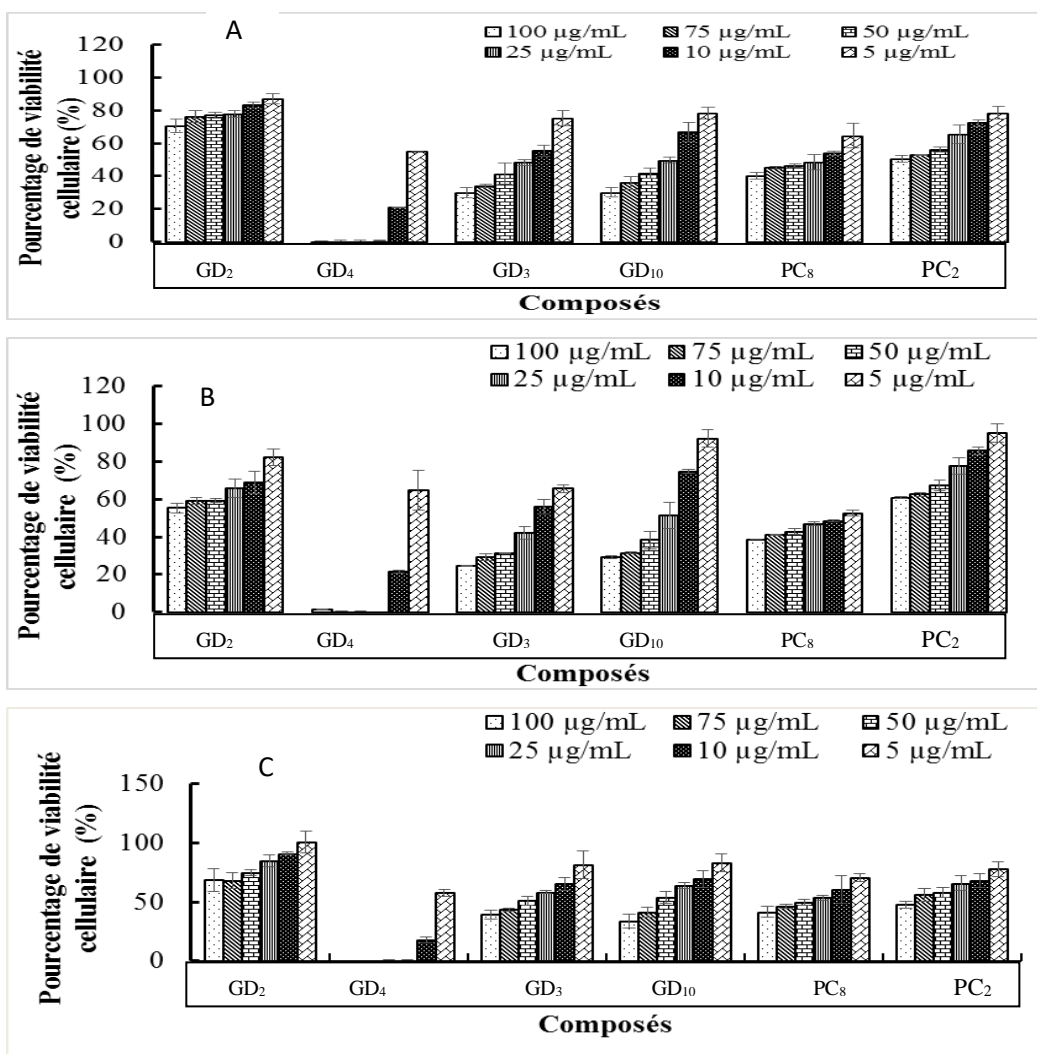 A
100 µg/mL 75 µg/mL 50 µg/mL
25 µg/mL 10 µg/mL 5 µg/mL
Pourcentage de viabilité
cellulaire (%)
120
100
80
60
40
20
0
GD₂ GD₄ GD₃ GD₁₀ PC₈ PC₂
Composés
B
100 µg/mL 75 µg/mL 50 µg/mL
25 µg/mL 10 µg/mL 5 µg/mL
Pourcentage de viabilité
cellulaire (%)
120
100
80
60
40
20
0
GD₂ GD₄ GD₃ GD₁₀ PC₈ PC₂
Composés
C
100 µg/mL 75 µg/mL 50 µg/mL
25 µg/mL 10 µg/mL 5 µg/mL
Pourcentage de viabilité
cellulaire (%)
150
100
50
0
GD₂ GD₄ GD₃ GD₁₀ PC₈ PC₂
Composés